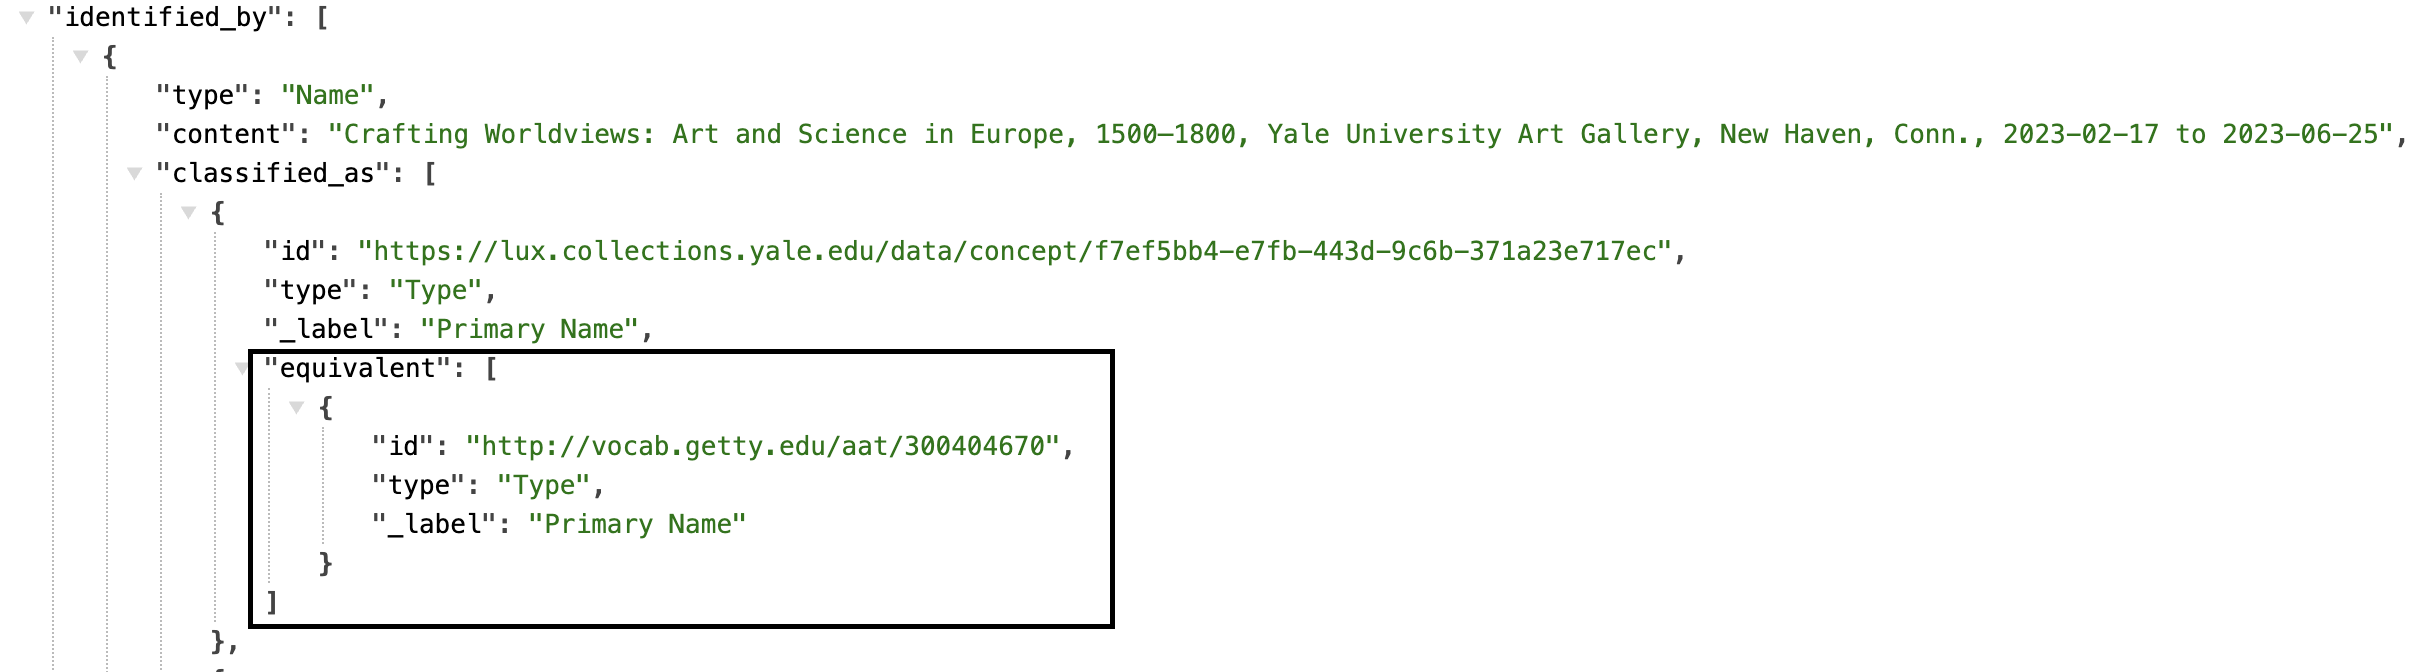 "identified_by": [
{
"type": "Name",
"content": "Crafting Worldviews: Art and Science in Europe, 1500–1800, Yale University Art Gallery, New Haven, Conn., 2023-02-17 to 2023-06-25",
"classified_as": [
{
"id": "https://lux.collections.yale.edu/data/concept/f7ef5bb4-e7fb-443d-9c6b-371a23e717ec",
"type": "Type",
"_label": "Primary Name",
"equivalent": [
{
"id": "http://vocab.getty.edu/aat/300404670",
"type": "Type",
"_label": "Primary Name"
}
]
},